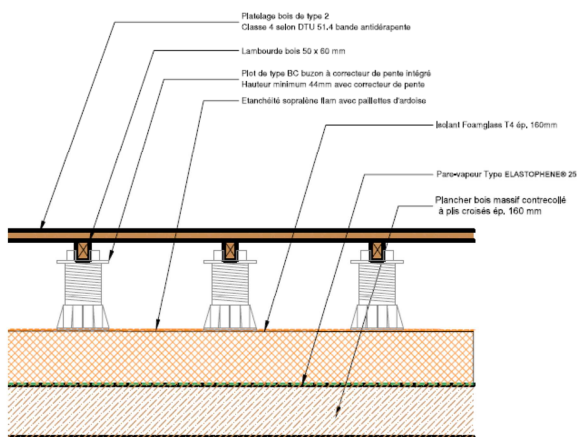 Platelage bois de type 2
Classe 4 selon DTU 51.4 bande antidérapente
Lambourde bois 50 x 60 mm
Plot de type BC buzon à correcteur de pente intégré
Hauteur minimum 44mm avec correcteur de pente
Etanchéité sopralène flam avec paillettes d'ardoise
Isolant Foamglass T4 ép, 160mm
Pare-vapeur Type ELASTOPHENE® 25
Plancher bois massif contrecollé
à plis croisés ép, 160 mm